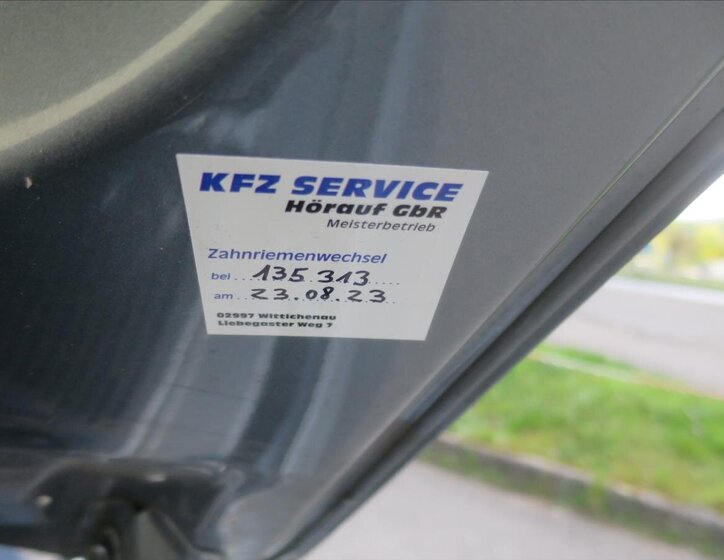 KFZ SERVICE
Hörauf GbR
Meisterbetrieb
Zahnriemenwechsel
bei...135.313....
am...23.08.23...
02997 Wittichenau
Liebegaster Weg 7